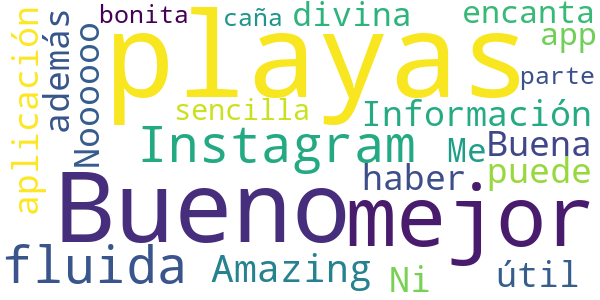 bonita caña divina encanta
playas app
aplicación además Noooooo
sencilla parte
Instagram Información
Me Buena
haber puede
Bueno mejor
fluida Amazing Ni útil